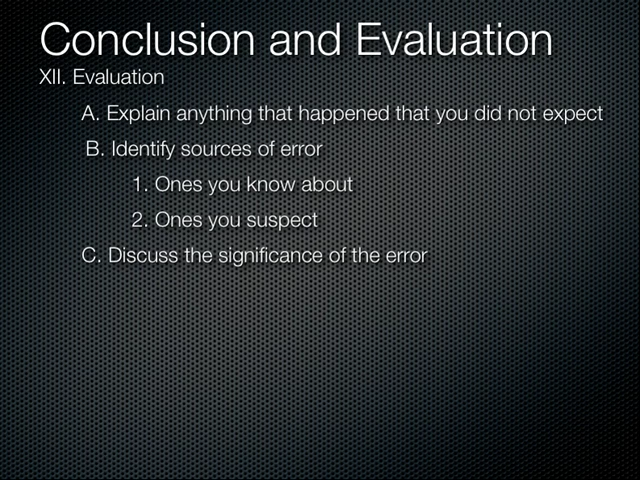 Conclusion and Evaluation
XII. Evaluation
A. Explain anything that happened that you did not expect
B. Identify sources of error
1. Ones you know about
2. Ones you suspect
C. Discuss the significance of the error